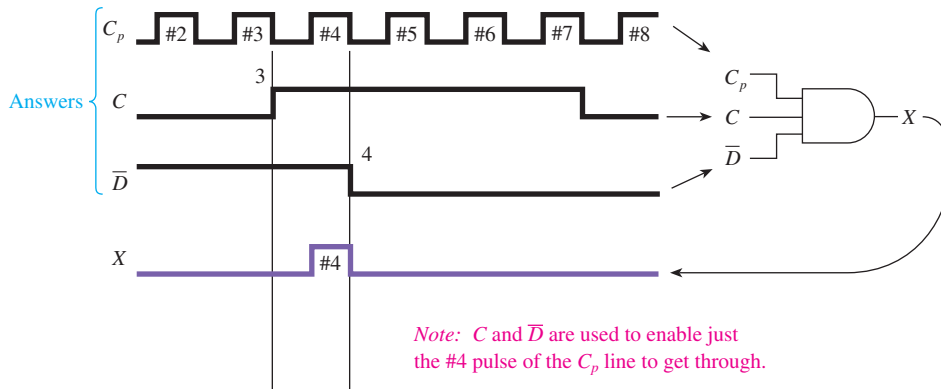 Cₚ #2 #3 #4 #5 #6 #7 #8
3
Answers
C
Cₚ
C
X
D̅
4
D̅
X
#4
Note: C and D̅ are used to enable just
the #4 pulse of the Cₚ line to get through.